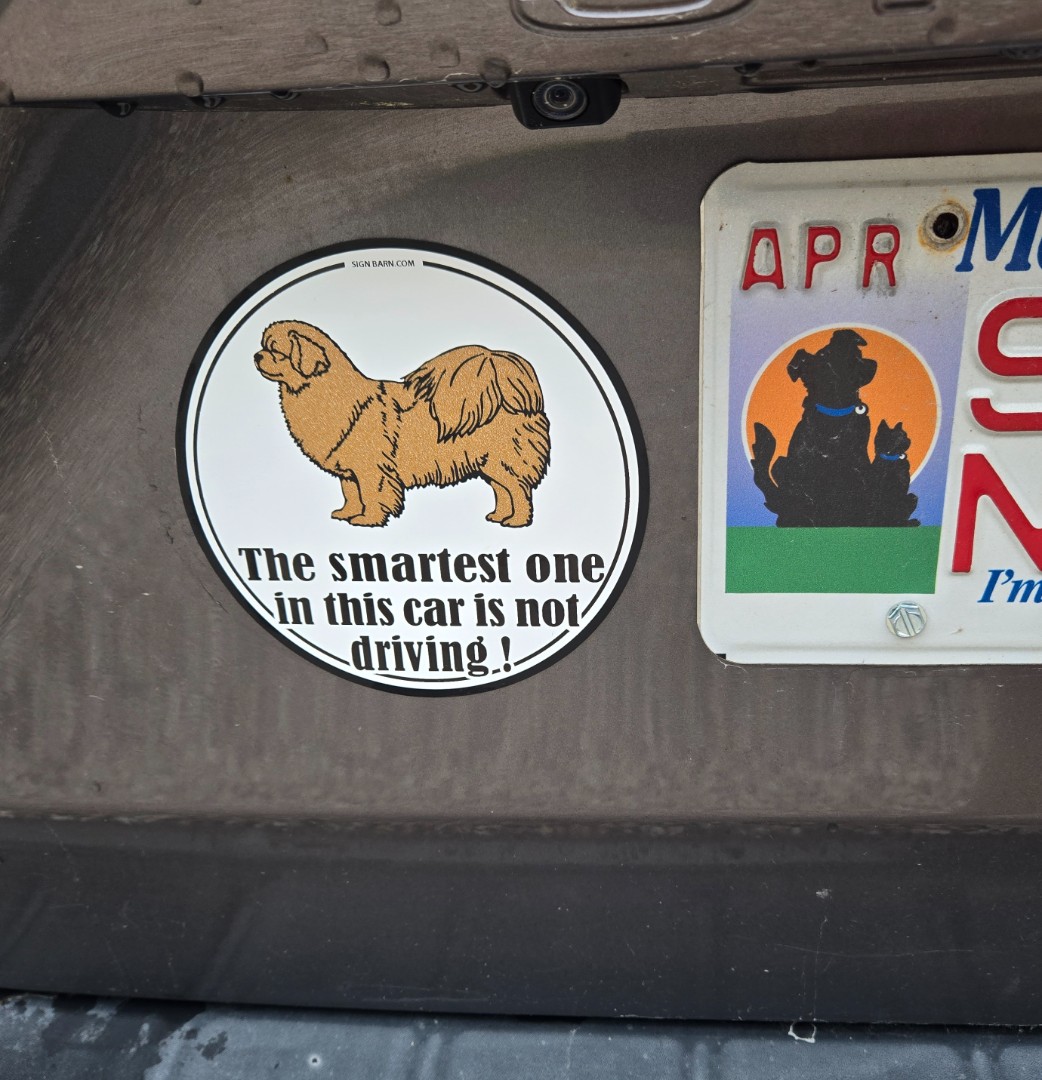 SIGN BARN.COM
The smartest one
in this car is not
driving !
APR
I'm